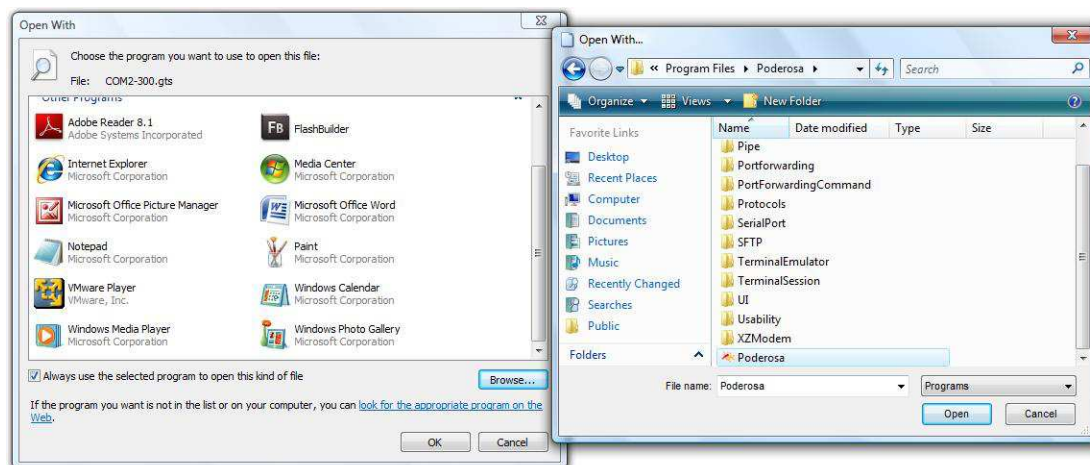 Open With
Choose the program you want to use to open this file:
File: COM2-300.gts
Other Programs
Adobe Reader 8.1
Adobe Systems Incorporated
FB
FlashBuilder
Internet Explorer
Microsoft Corporation
Media Center
Microsoft Corporation
Microsoft Office Picture Manager
Microsoft Corporation
Microsoft Office Word
Microsoft Corporation
Notepad
Microsoft Corporation
Paint
Microsoft Corporation
VMware Player
VMware, Inc.
Windows Calendar
Microsoft Corporation
Windows Media Player
Microsoft Corporation
Windows Photo Gallery
Microsoft Corporation
Always use the selected program to open this kind of file
Browse...
If the program you want is not in the list or on your computer, you can look for the appropriate program on the
Web.
OK
Cancel
Open With...
« Program Files Poderosa
Search
Organize
Views
New Folder
Favorite Links
Desktop
Recent Places
Computer
Documents
Pictures
Music
Recently Changed
Searches
Public
Folders
Name
Date modified
Type
Size
Pipe
Portforwarding
PortForwardingCommand
Protocols
SerialPort
SFTP
TerminalEmulator
TerminalSession
UI
Usability
XZModem
Poderosa
File name: Poderosa
Programs
Open
Cancel